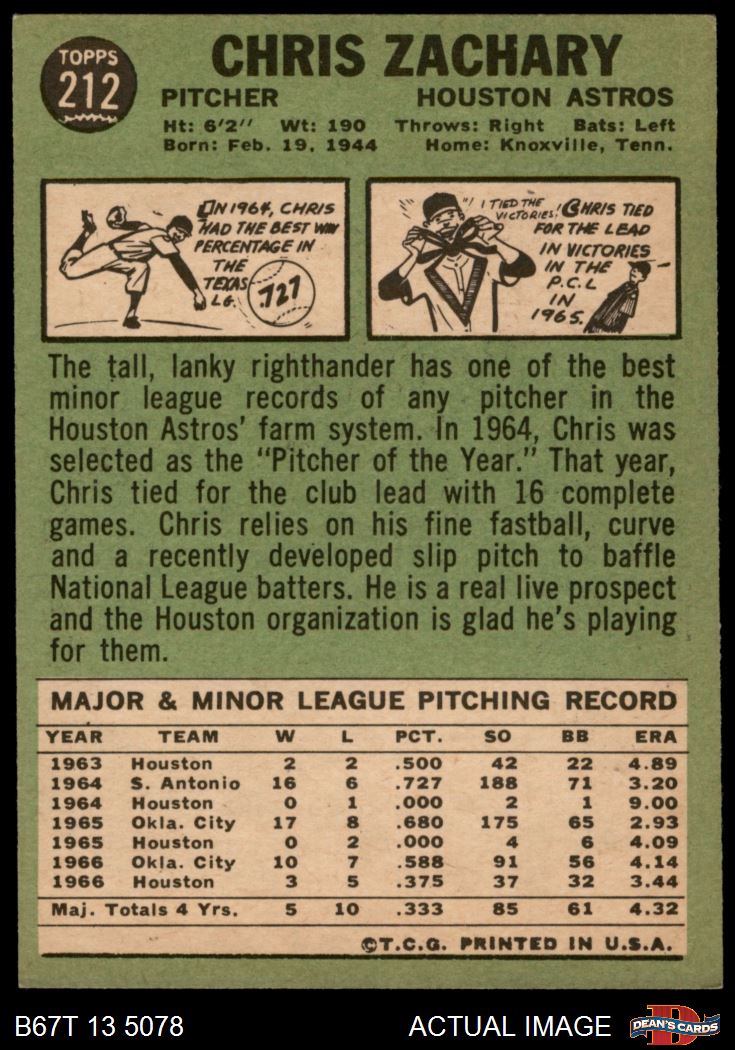 TOPPS
212
CHRIS ZACHARY
PITCHER HOUSTON ASTROS
Ht: 6'2" Wt: 190 Throws: Right Bats: Left
Born: Feb. 19, 1944 Home: Knoxville, Tenn.
IN 1964, CHRIS
HAD THE BEST WIN
PERCENTAGE IN
THE
TEXAS
LG.
.727
"I TIED THE
VICTORIES!"
CHRIS TIED
FOR THE LEAD
IN VICTORIES
IN THE
P.C.L
IN
1965.
The tall, lanky righthander has one of the best
minor league records of any pitcher in the
Houston Astros' farm system. In 1964, Chris was
selected as the "Pitcher of the Year." That year,
Chris tied for the club lead with 16 complete
games. Chris relies on his fine fastball, curve
and a recently developed slip pitch to baffle
National League batters. He is a real live prospect
and the Houston organization is glad he's playing
for them.
MAJOR & MINOR LEAGUE PITCHING RECORD
YEAR TEAM W L PCT. SO BB ERA
1963 Houston 2 2 .500 42 22 4.89
1964 S. Antonio 16 6 .727 188 71 3.20
1964 Houston 0 1 .000 2 1 9.00
1965 Okla. City 17 8 .680 175 65 2.93
1965 Houston 0 2 .000 4 6 4.09
1966 Okla. City 10 7 .588 91 56 4.14
1966 Houston 3 5 .375 37 32 3.44
Maj. Totals 4 Yrs. 5 10 .333 85 61 4.32
©T.C.G. PRINTED IN U.S.A.
B67T 13 5078 ACTUAL IMAGE
D
DEAN'S CARDS